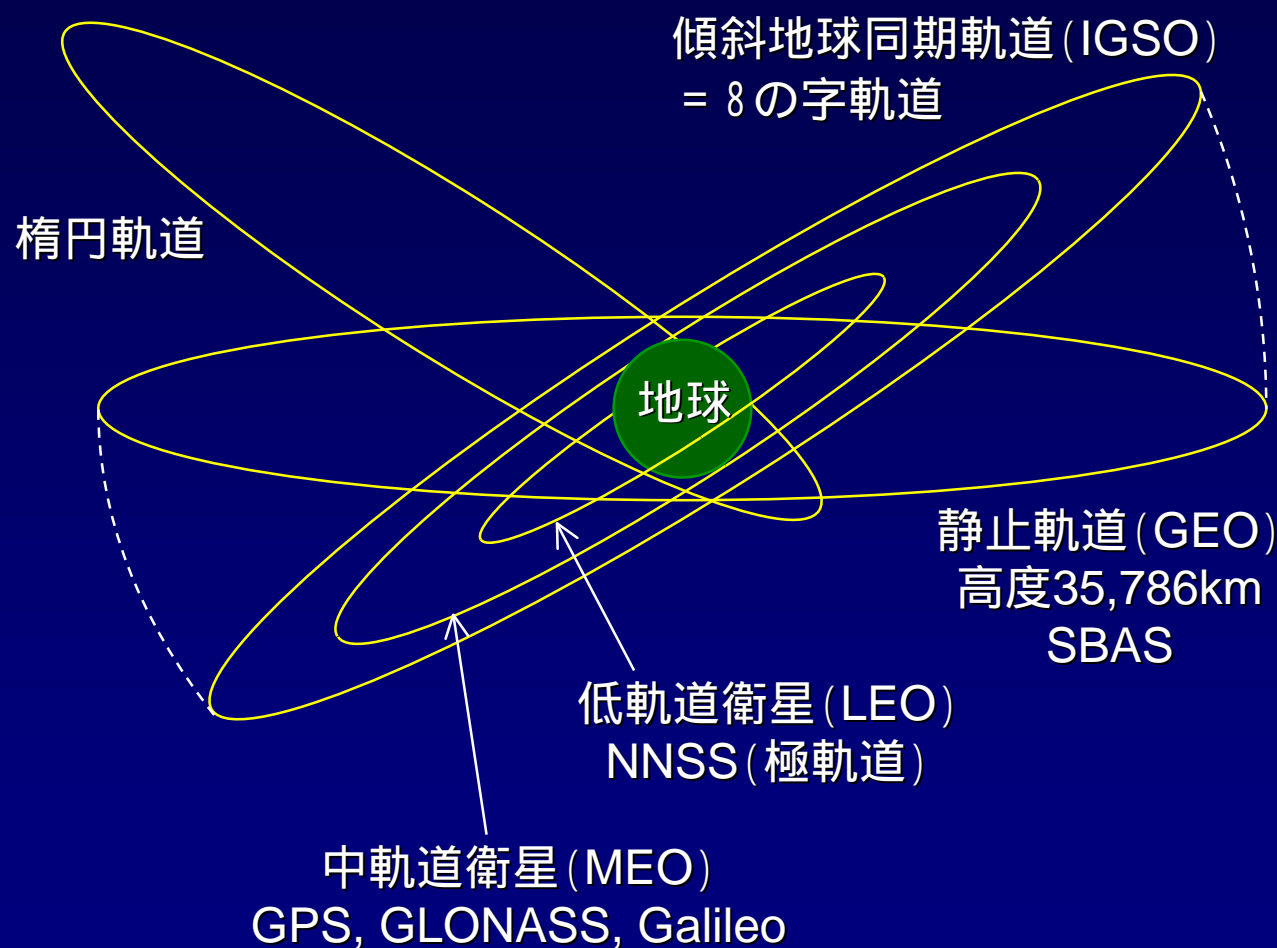 傾斜地球同期軌道(IGSO)
= 8の字軌道
楕円軌道
地球
静止軌道(GEO)
高度35,786km
SBAS
低軌道衛星(LEO)
NNSS(極軌道)
中軌道衛星(MEO)
GPS, GLONASS, Galileo